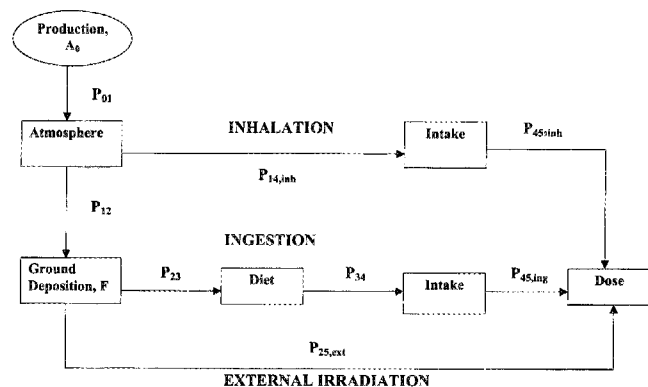 Production,
A₀
P₀₁
Atmosphere
INHALATION
Intake
P₄₅,inh
P₁₄,inh
P₁₂
INGESTION
Ground
Deposition, F
P₂₃
Diet
P₃₄
Intake
P₄₅,ing
Dose
P₂₅,ext
EXTERNAL IRRADIATION